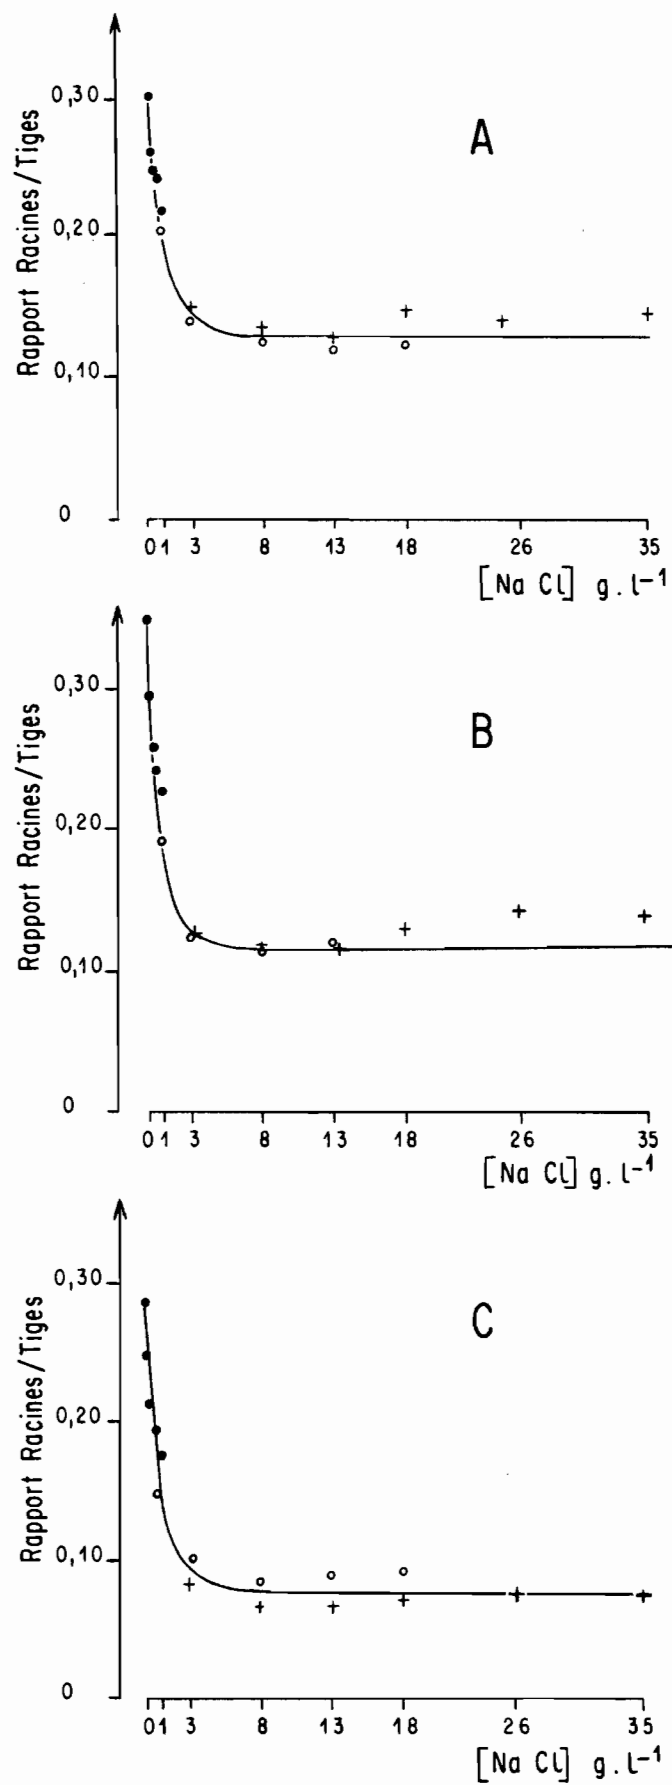 Rapport Racines/Tiges
A
0,30
0,20
0,10
0
0 1 3 8 13 18 26 35
[Na Cl] g.l⁻¹
Rapport Racines/Tiges
B
0,30
0,20
0,10
0
0 1 3 8 13 18 26 35
[Na Cl] g.l⁻¹
Rapport Racines/Tiges
C
0,30
0,20
0,10
0
0 1 3 8 13 18 26 35
[Na Cl] g.l⁻¹